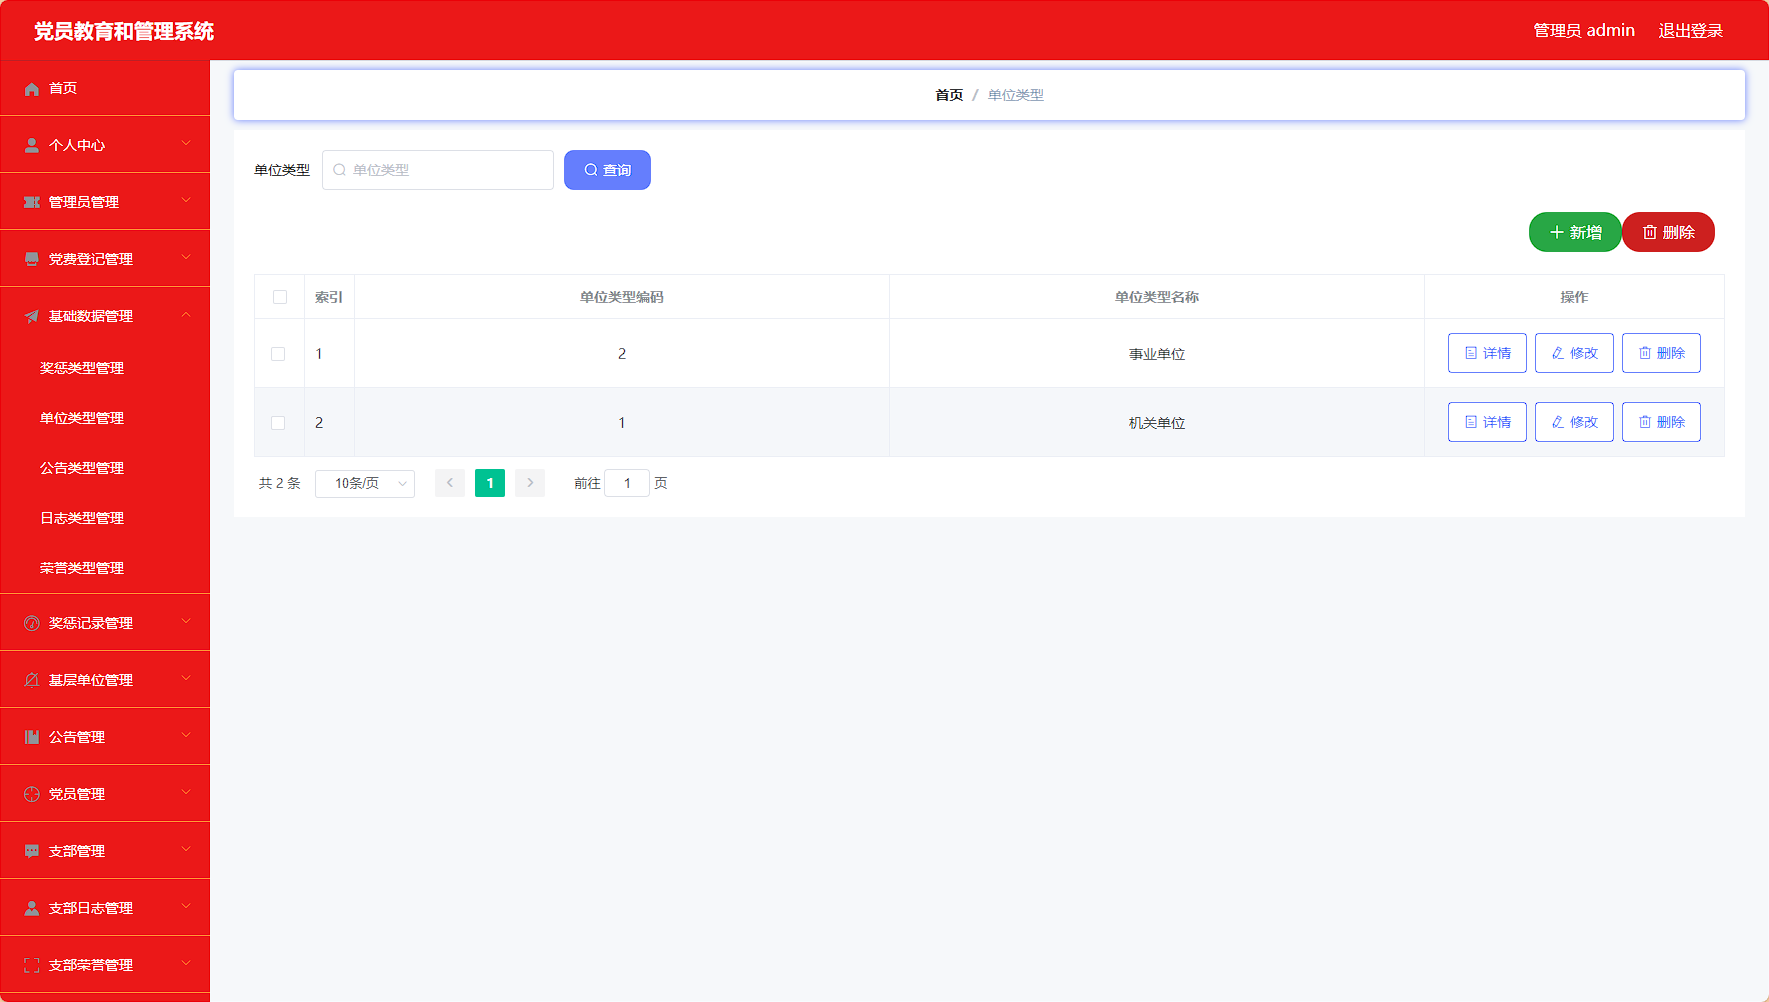 党员教育和管理系统
管理员 admin 退出登录
首页
个人中心
管理员管理
党费登记管理
基础数据管理
奖惩类型管理
单位类型管理
公告类型管理
日志类型管理
荣誉类型管理
奖惩记录管理
基层单位管理
公告管理
党员管理
支部管理
支部日志管理
支部荣誉管理
首页 / 单位类型
单位类型 单位类型 查询
新增 删除
索引 单位类型编码 单位类型名称 操作
1 2 事业单位 详情 修改 删除
2 1 机关单位 详情 修改 删除
共 2 条 10条/页 1 前往 1 页